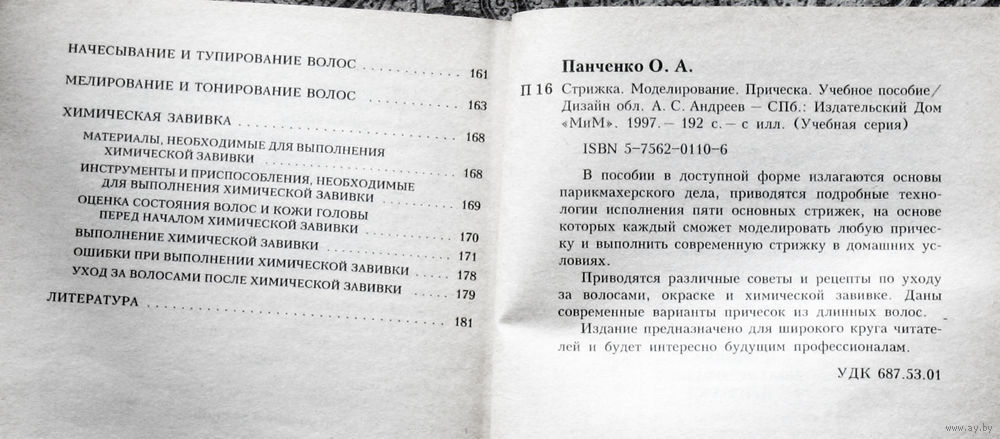 НАЧЕСЫВАНИЕ И ТУПИРОВАНИЕ ВОЛОС . . . . . . . . . . . . 161
МЕЛИРОВАНИЕ И ТОНИРОВАНИЕ ВОЛОС . . . . . . . . . . . . 163
ХИМИЧЕСКАЯ ЗАВИВКА . . . . . . . . . . . . 168
МАТЕРИАЛЫ, НЕОБХОДИМЫЕ ДЛЯ ВЫПОЛНЕНИЯ
ХИМИЧЕСКОЙ ЗАВИВКИ . . . . . . . . . . . . 168
ИНСТРУМЕНТЫ И ПРИСПОСОБЛЕНИЯ, НЕОБХОДИМЫЕ
ДЛЯ ВЫПОЛНЕНИЯ ХИМИЧЕСКОЙ ЗАВИВКИ . . . . . . . . 169
ОЦЕНКА СОСТОЯНИЯ ВОЛОС И КОЖИ ГОЛОВЫ
ПЕРЕД НАЧАЛОМ ХИМИЧЕСКОЙ ЗАВИВКИ . . . . . . . . 170
ВЫПОЛНЕНИЕ ХИМИЧЕСКОЙ ЗАВИВКИ . . . . . . . . . . . . 171
ОШИБКИ ПРИ ВЫПОЛНЕНИИ ХИМИЧЕСКОЙ ЗАВИВКИ . . . . 178
УХОД ЗА ВОЛОСАМИ ПОСЛЕ ХИМИЧЕСКОЙ ЗАВИВКИ . . . . . 179
ЛИТЕРАТУРА . . . . . . . . . . . . 181
Панченко О. А.
П 16 Стрижка. Моделирование. Прическа. Учебное пособие/
Дизайн обл. А. С. Андреев — СПб.: Издательский Дом
«МиМ». 1997.— 192 с.— с илл. (Учебная серия)
ISBN 5-7562-0110-6
В пособии в доступной форме излагаются основы
парикмахерского дела, приводятся подробные техно-
логии исполнения пяти основных стрижек, на основе
которых каждый сможет моделировать любую причес-
ку и выполнить современную стрижку в домашних ус-
ловиях.
Приводятся различные советы и рецепты по уходу
за волосами, окраске и химической завивке. Даны
современные варианты причесок из длинных волос.
Издание предназначено для широкого круга читате-
лей и будет интересно будущим профессионалам.
УДК 687.53.01
www.ay.by